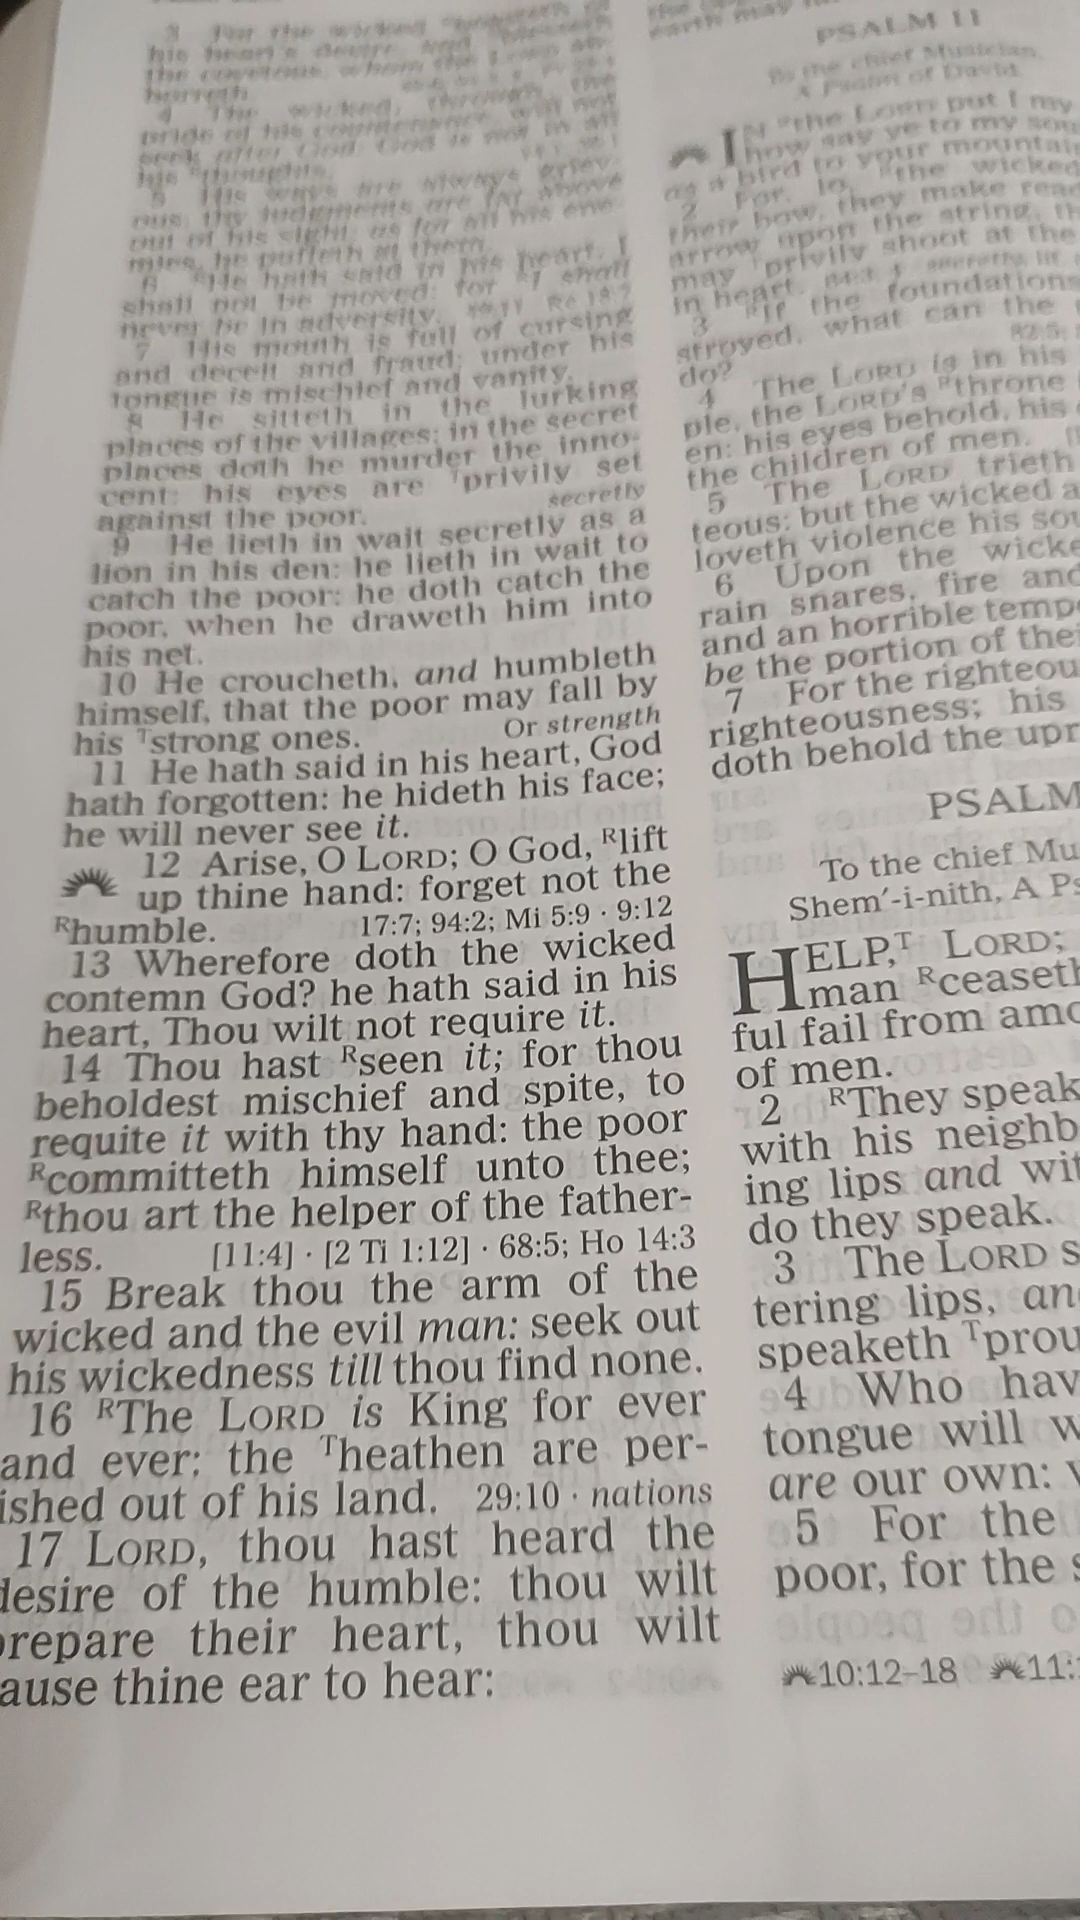 3 For the wicked
his heart's desire, and
the covetous, whom the LORD
4 The wicked, through the
pride of his countenance, will not
seek after God: God is not in all
his thoughts.
5 His ways are always griev-
ous; thy judgments are far above
out of his sight: as for all his ene-
mies, he puffeth at them.
6 He hath said in his heart, I
shall not be moved: for I shall
never be in adversity.
7 His mouth is full of cursing
and deceit and fraud: under his
tongue is mischief and vanity.
8 He sitteth in the lurking
places of the villages: in the secret
places doth he murder the inno-
cent: his eyes are ᵀprivily set
against the poor. secretly
9 He lieth in wait secretly as a
lion in his den: he lieth in wait to
catch the poor: he doth catch the
poor, when he draweth him into
his net.
10 He croucheth, and humbleth
himself, that the poor may fall by
his ᵀstrong ones. Or strength
11 He hath said in his heart, God
hath forgotten: he hideth his face;
he will never see it.
12 Arise, O LORD; O God, ᴿlift
up thine hand: forget not the
ᴿhumble. 17:7; 94:2; Mi 5:9 · 9:12
13 Wherefore doth the wicked
contemn God? he hath said in his
heart, Thou wilt not require it.
14 Thou hast ᴿseen it; for thou
beholdest mischief and spite, to
requite it with thy hand: the poor
ᴿcommitteth himself unto thee;
ᴿthou art the helper of the father-
less. [11:4] · [2 Ti 1:12] · 68:5; Ho 14:3
15 Break thou the arm of the
wicked and the evil man: seek out
his wickedness till thou find none.
16 ᴿThe LORD is King for ever
and ever: the ᵀheathen are per-
ished out of his land. 29:10 · nations
17 LORD, thou hast heard the
desire of the humble: thou wilt
prepare their heart, thou wilt
ause thine ear to hear:
earth may
PSALM 11
To the chief Musician,
A Psalm of David.
IN ᴿthe LORD put I my
how say ye to my sou
as a bird to your mountai
2 For, lo, ᴿthe wicked
their bow, they make rea
arrow upon the string, th
may ᵀprivily shoot at the
in heart.
3 ᴿIf the foundations
stroyed, what can the
do? 82:5;
4 The LORD is in his
ple, the LORD's ᴿthrone
en: his eyes behold, his
the children of men.
5 The LORD trieth
teous: but the wicked a
loveth violence his sou
6 Upon the wicke
rain snares, fire and
and an horrible temp
be the portion of thei
7 For the righteou
righteousness; his
doth behold the upr
PSALM
To the chief Mu
Shem′-i-nith, A Ps
HELP,ᵀ LORD;
man ᴿceaseth
ful fail from amo
of men.
2 ᴿThey speak
with his neighb
ing lips and wit
do they speak.
3 The LORD s
tering lips, and
speaketh ᵀprou
4 Who hav
tongue will w
are our own: w
5 For the
poor, for the s
10:12–18 11: